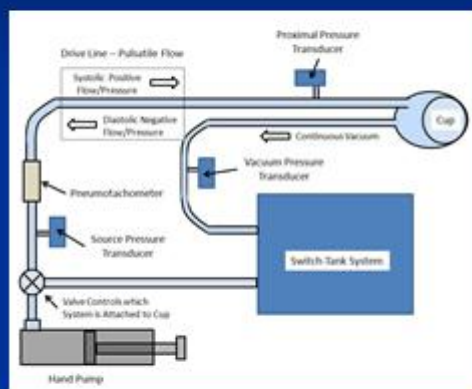 Proximal Pressure
Transducer
Drive Line – Pulsatile Flow
Systolic Positive
Flow/Pressure
Diastolic Negative
Flow/Pressure
Cup
Continuous Vacuum
Vacuum Pressure
Transducer
Pneumotachometer
Source Pressure
Transducer
Switch-Tank System
Valve Controls which
System is Attached to Cup
Hand Pump